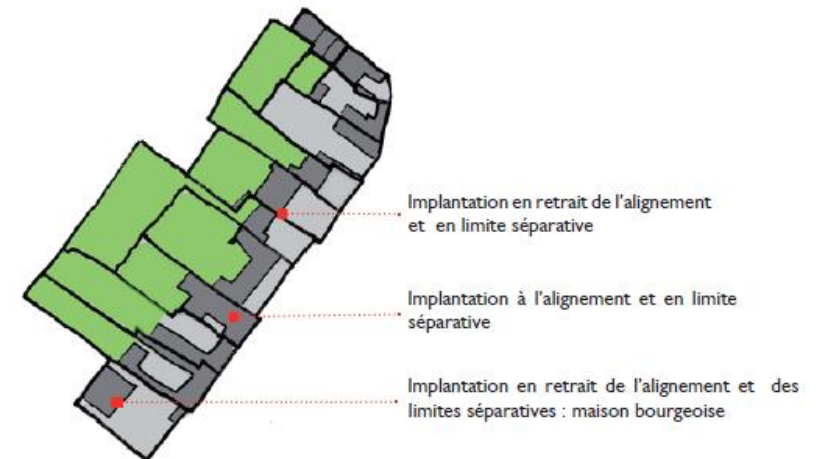 Implantation en retrait de l'alignement
et en limite séparative
Implantation à l'alignement et en limite
séparative
Implantation en retrait de l'alignement et des
limites séparatives : maison bourgeoise